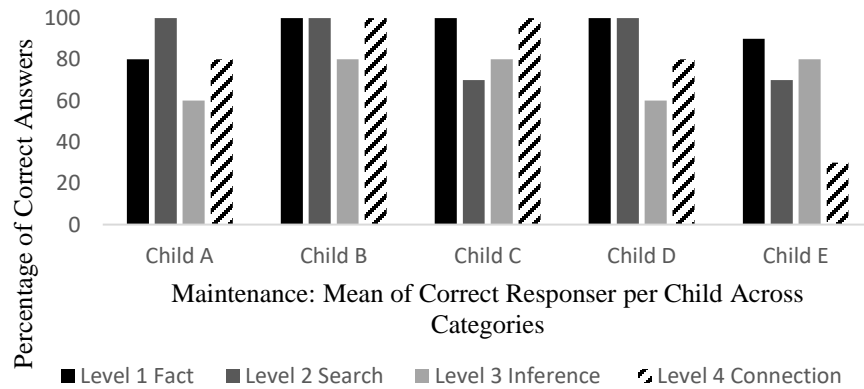 Percentage of Correct Answers
100
80
60
40
20
0
Child A Child B Child C Child D Child E
Maintenance: Mean of Correct Responser per Child Across
Categories
Level 1 Fact Level 2 Search Level 3 Inference Level 4 Connection